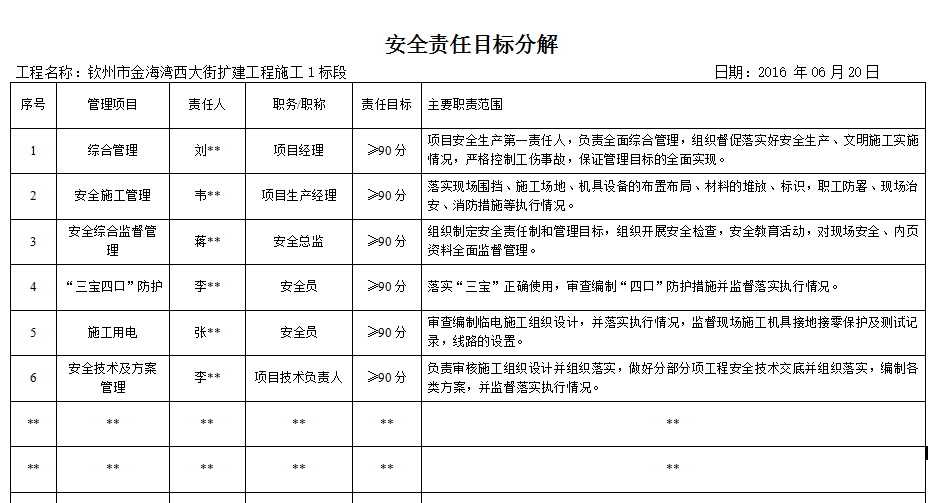 安全责任目标分解
工程名称：钦州市金海湾西大街扩建工程施工1标段 日期：2016 年 06 月 20 日
序号 管理项目 责任人 职务/职称 责任目标 主要职责范围
1 综合管理 刘** 项目经理 ≥90 分 项目安全生产第一责任人，负责全面综合管理，组织督促落实好安全生产、文明施工实施
情况，严格控制工伤事故，保证管理目标的全面实现。
2 安全施工管理 韦** 项目生产经理 ≥90 分 落实现场围挡、施工场地、机具设备的布置布局、材料的堆放、标识，职工防署、现场治
安、消防措施等执行情况。
3 安全综合监督管 蒋** 安全总监 ≥90 分 组织制定安全责任制和管理目标，组织开展安全检查，安全教育活动，对现场安全、内页
理 资料全面监督管理。
4 “三宝四口”防护 李** 安全员 ≥90 分 落实“三宝”正确使用，审查编制“四口”防护措施并监督落实执行情况。
5 施工用电 张** 安全员 ≥90 分 审查编制临电施工组织设计，并落实执行情况，监督现场施工机具接地接零保护及测试记
录，线路的设置。
6 安全技术及方案 李** 项目技术负责人 ≥90 分 负责审核施工组织设计并组织落实，做好分部分项工程安全技术交底并组织落实，编制各
管理 类方案，并监督落实执行情况。
** ** ** ** ** **
** ** ** ** ** **